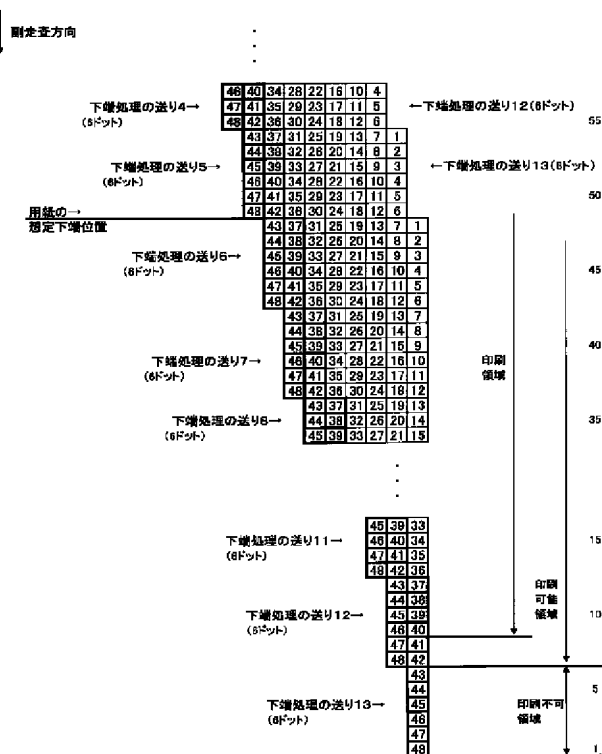 副走査方向
46 40 34 28 22 16 10 4
下端処理の送り4→ 47 41 35 29 23 17 11 5 ←下端処理の送り12(6ドット)
(6ドット) 48 42 36 30 24 18 12 6 55
43 37 31 25 19 13 7 1
44 38 32 26 20 14 8 2
下端処理の送り5→ 45 39 33 27 21 15 9 3 ←下端処理の送り13(6ドット)
(6ドット) 46 40 34 28 22 16 10 4
47 41 35 29 23 17 11 5 50
用紙の→ 48 42 36 30 24 18 12 6
想定下端位置 43 37 31 25 19 13 7 1
44 38 32 26 20 14 8 2
下端処理の送り6→ 45 39 33 27 21 15 9 3
(6ドット) 46 40 34 28 22 16 10 4 45
47 41 35 29 23 17 11 5
48 42 36 30 24 18 12 6
43 37 31 25 19 13 7
44 38 32 26 20 14 8
45 39 33 27 21 15 9 40
下端処理の送り7→ 46 40 34 28 22 16 10 印刷
(6ドット) 47 41 35 29 23 17 11 領域
48 42 36 30 24 18 12
43 37 31 25 19 13
下端処理の送り8→ 44 38 32 26 20 14 35
(6ドット) 45 39 33 27 21 15
45 39 33
下端処理の送り11→ 46 40 34 15
(6ドット) 47 41 35
48 42 36
43 37 印刷
44 38 可能
下端処理の送り12→ 45 39 領域 10
(6ドット) 46 40
47 41
48 42
43
44 5
下端処理の送り13→ 45 印刷不可
(6ドット) 46 領域
47
48 1